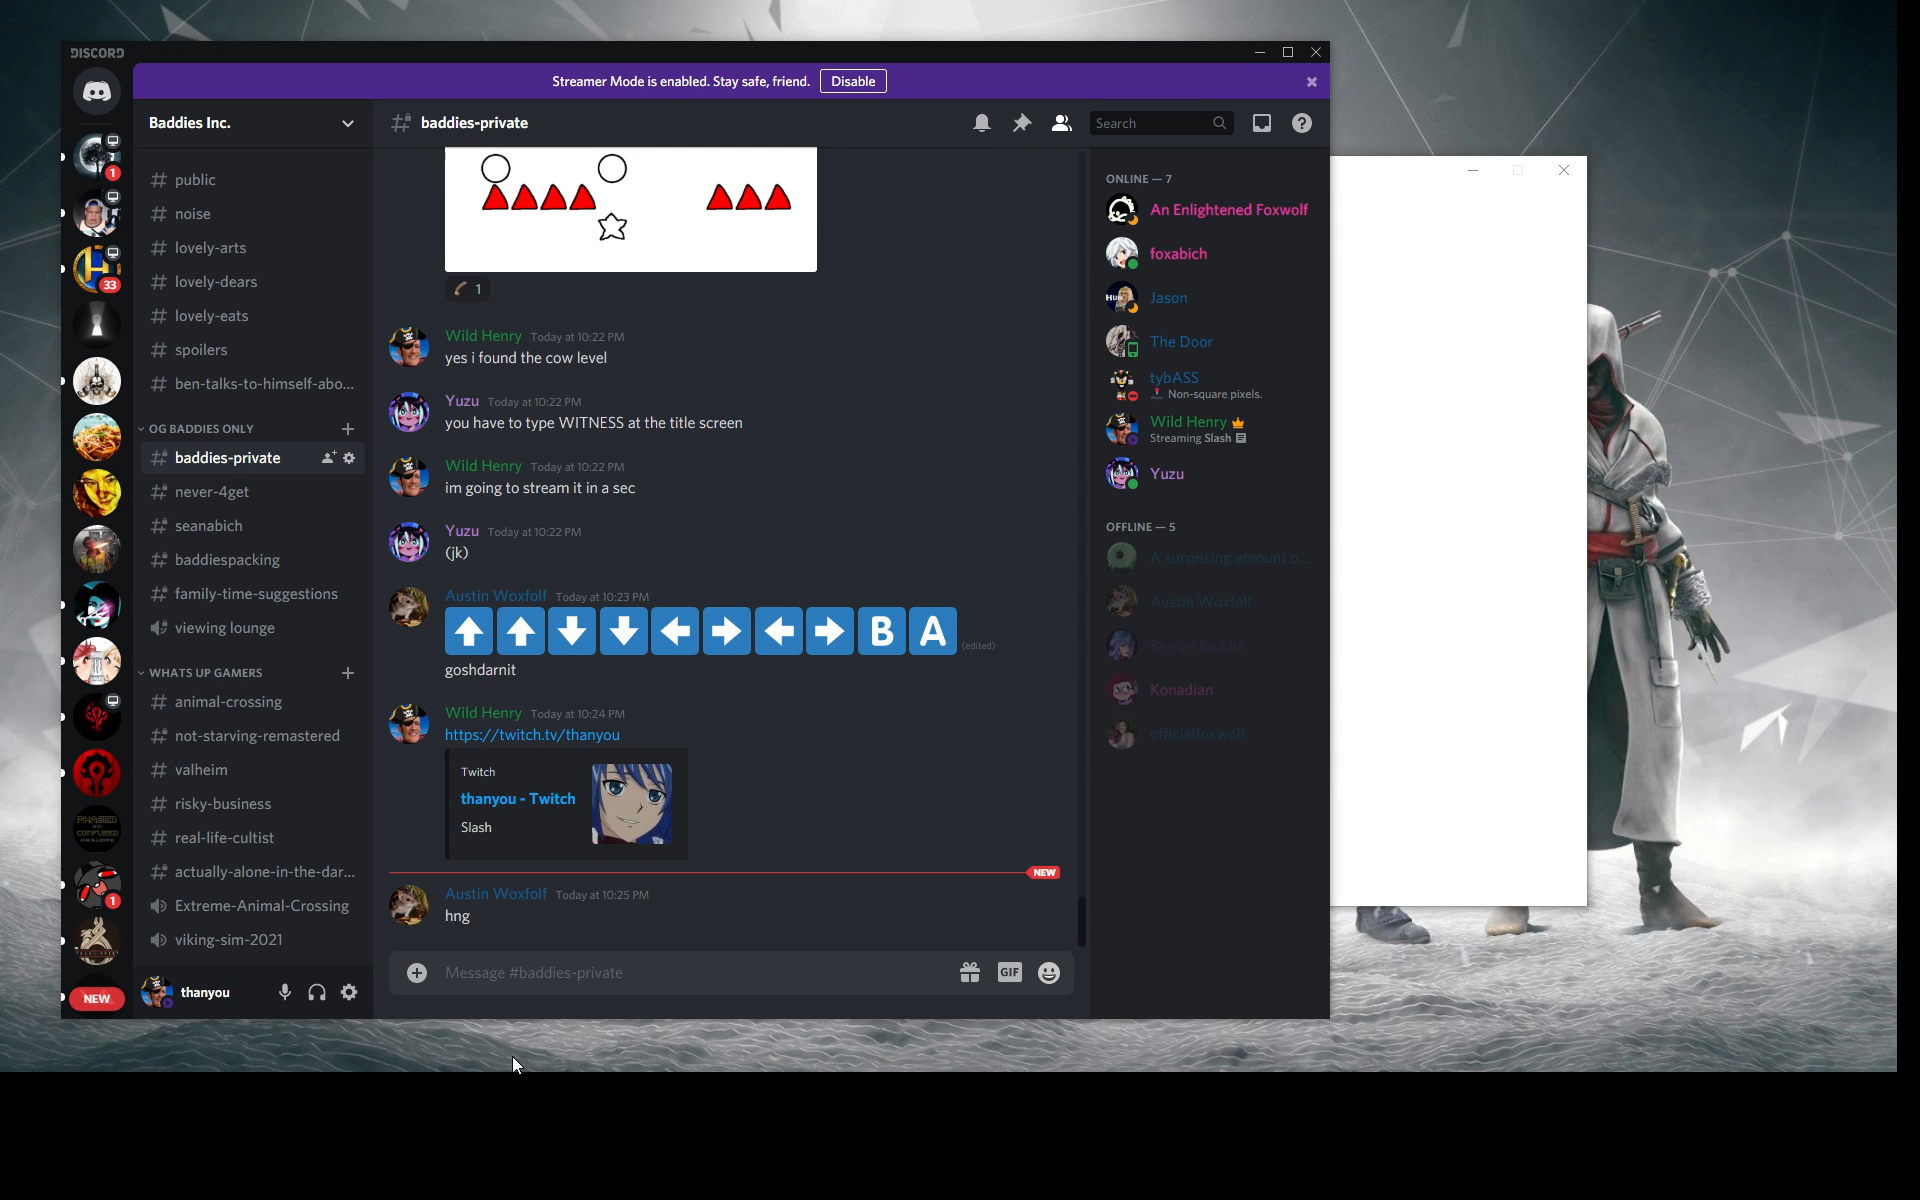 DISCORD
Streamer Mode is enabled. Stay safe, friend. Disable
Baddies Inc.
baddies-private
Search
1
33
1
NEW
public
noise
lovely-arts
lovely-dears
lovely-eats
spoilers
ben-talks-to-himself-abo...
OG BADDIES ONLY
baddies-private
never-4get
seanabich
baddiespacking
family-time-suggestions
viewing lounge
WHATS UP GAMERS
animal-crossing
not-starving-remastered
valheim
risky-business
real-life-cultist
actually-alone-in-the-dar...
Extreme-Animal-Crossing
viking-sim-2021
thanyou
1
Wild Henry Today at 10:22 PM
yes i found the cow level
Yuzu Today at 10:22 PM
you have to type WITNESS at the title screen
Wild Henry Today at 10:22 PM
im going to stream it in a sec
Yuzu Today at 10:22 PM
(jk)
Austin Woxfolf Today at 10:23 PM
B A (edited)
goshdarnit
Wild Henry Today at 10:24 PM
https://twitch.tv/thanyou
Twitch
thanyou - Twitch
Slash
NEW
Austin Woxfolf Today at 10:25 PM
hng
Message #baddies-private
GIF
ONLINE — 7
An Enlightened Foxwolf
foxabich
Jason
The Door
tybASS
Non-square pixels.
Wild Henry
Streaming Slash
Yuzu
OFFLINE — 5
A surprising amount o...
Austin Woxfolf
Benign Baddie
Konadian
officialfoxwolf